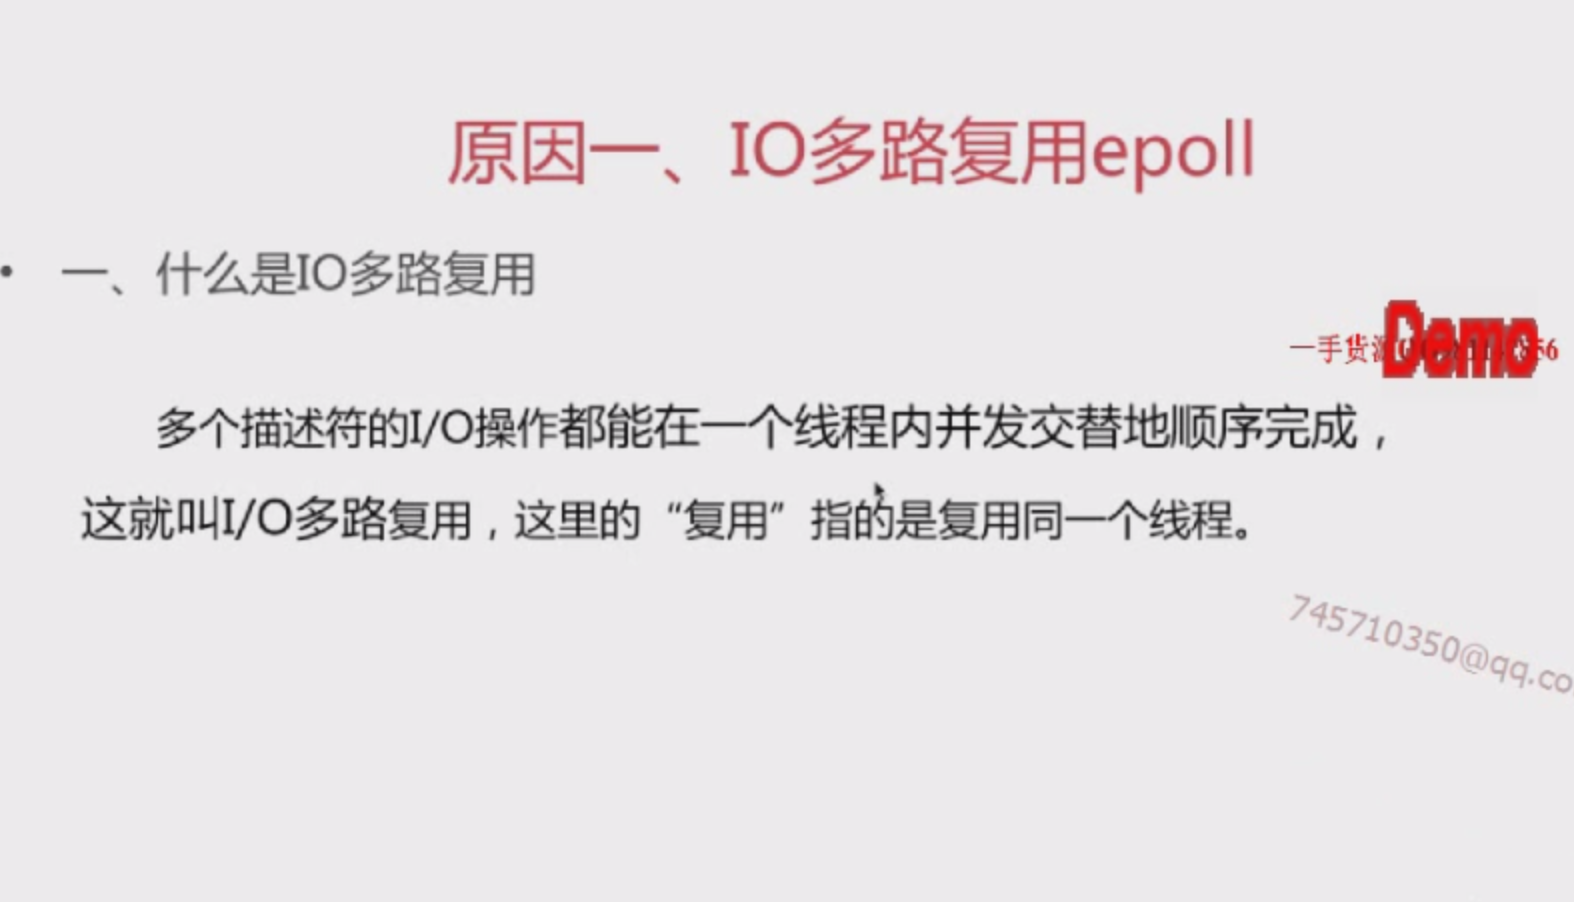 原因一、IO多路复用epoll
• 一、什么是IO多路复用
Demo
一手货源
多个描述符的I/O操作都能在一个线程内并发交替地顺序完成，
这就叫I/O多路复用，这里的“复用”指的是复用同一个线程。
745710350@qq.co